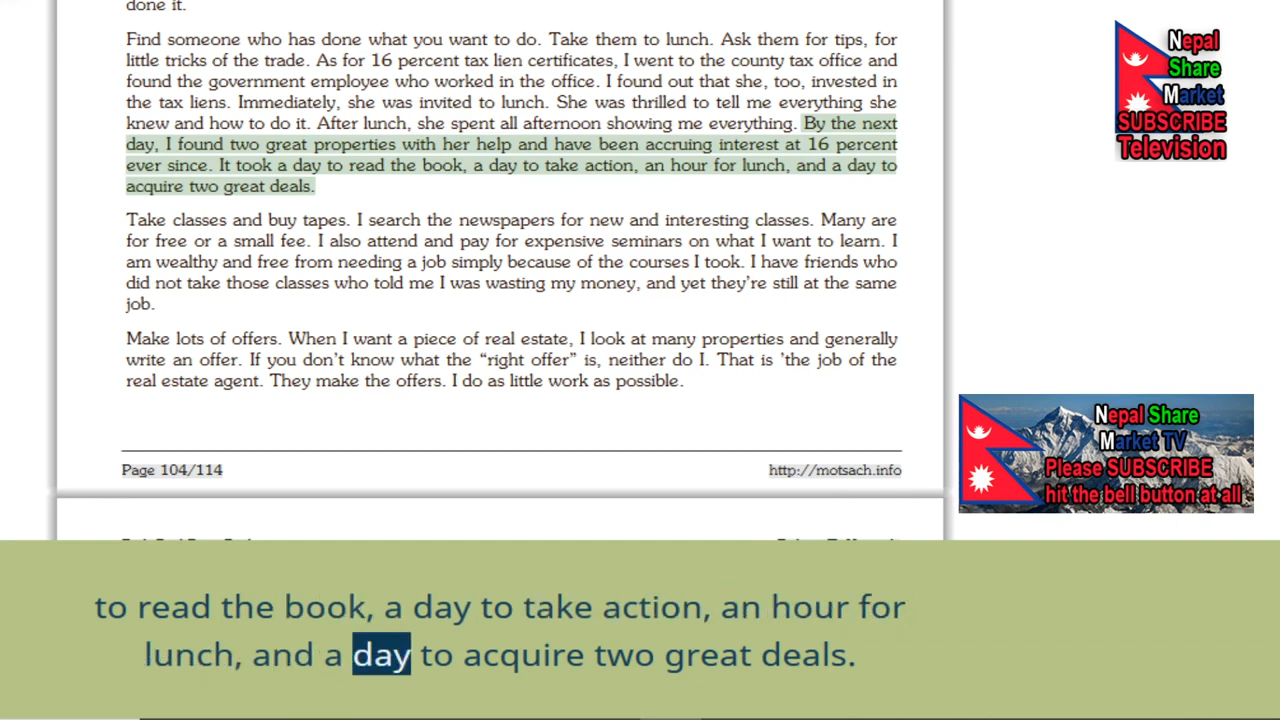 done it.
Find someone who has done what you want to do. Take them to lunch. Ask them for tips, for
little tricks of the trade. As for 16 percent tax lien certificates, I went to the county tax office and
found the government employee who worked in the office. I found out that she, too, invested in
the tax liens. Immediately, she was invited to lunch. She was thrilled to tell me everything she
knew and how to do it. After lunch, she spent all afternoon showing me everything. By the next
day, I found two great properties with her help and have been accruing interest at 16 percent
ever since. It took a day to read the book, a day to take action, an hour for lunch, and a day to
acquire two great deals.
Take classes and buy tapes. I search the newspapers for new and interesting classes. Many are
for free or a small fee. I also attend and pay for expensive seminars on what I want to learn. I
am wealthy and free from needing a job simply because of the courses I took. I have friends who
did not take those classes who told me I was wasting my money, and yet they're still at the same
job.
Make lots of offers. When I want a piece of real estate, I look at many properties and generally
write an offer. If you don't know what the “right offer” is, neither do I. That is 'the job of the
real estate agent. They make the offers. I do as little work as possible.
Page 104/114
http://motsach.info
Nepal
Share
Market
SUBSCRIBE
Television
Nepal Share
Market TV
Please SUBSCRIBE
hit the bell button at all
to read the book, a day to take action, an hour for
lunch, and a day to acquire two great deals.